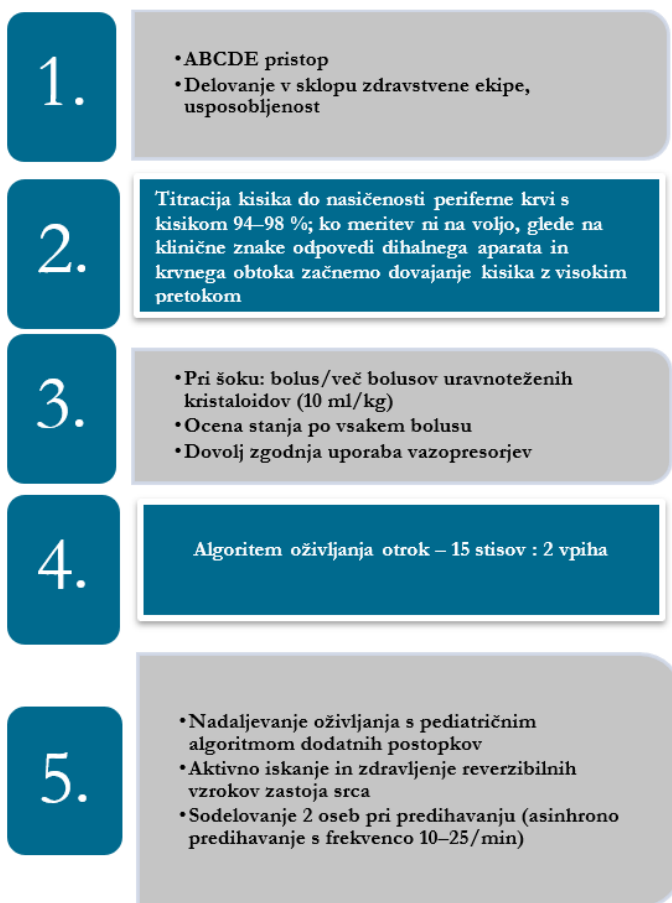 1.
•ABCDE pristop
•Delovanje v sklopu zdravstvene ekipe,
usposobljenost
2.
Titracija kisika do nasičenosti periferne krvi s
kisikom 94–98 %; ko meritev ni na voljo, glede na
klinične znake odpovedi dihalnega aparata in
krvnega obtoka začnemo dovajanje kisika z visokim
pretokom
3.
•Pri šoku: bolus/več bolusov uravnoteženih
kristaloidov (10 ml/kg)
•Ocena stanja po vsakem bolusu
•Dovolj zgodnja uporaba vazopresorjev
4.
Algoritem oživljanja otrok – 15 stisov : 2 vpiha
5.
•Nadaljevanje oživljanja s pediatričnim
algoritmom dodatnih postopkov
•Aktivno iskanje in zdravljenje reverzibilnih
vzrokov zastoja srca
•Sodelovanje 2 oseb pri predihavanju (asinhrono
predihavanje s frekvenco 10–25/min)